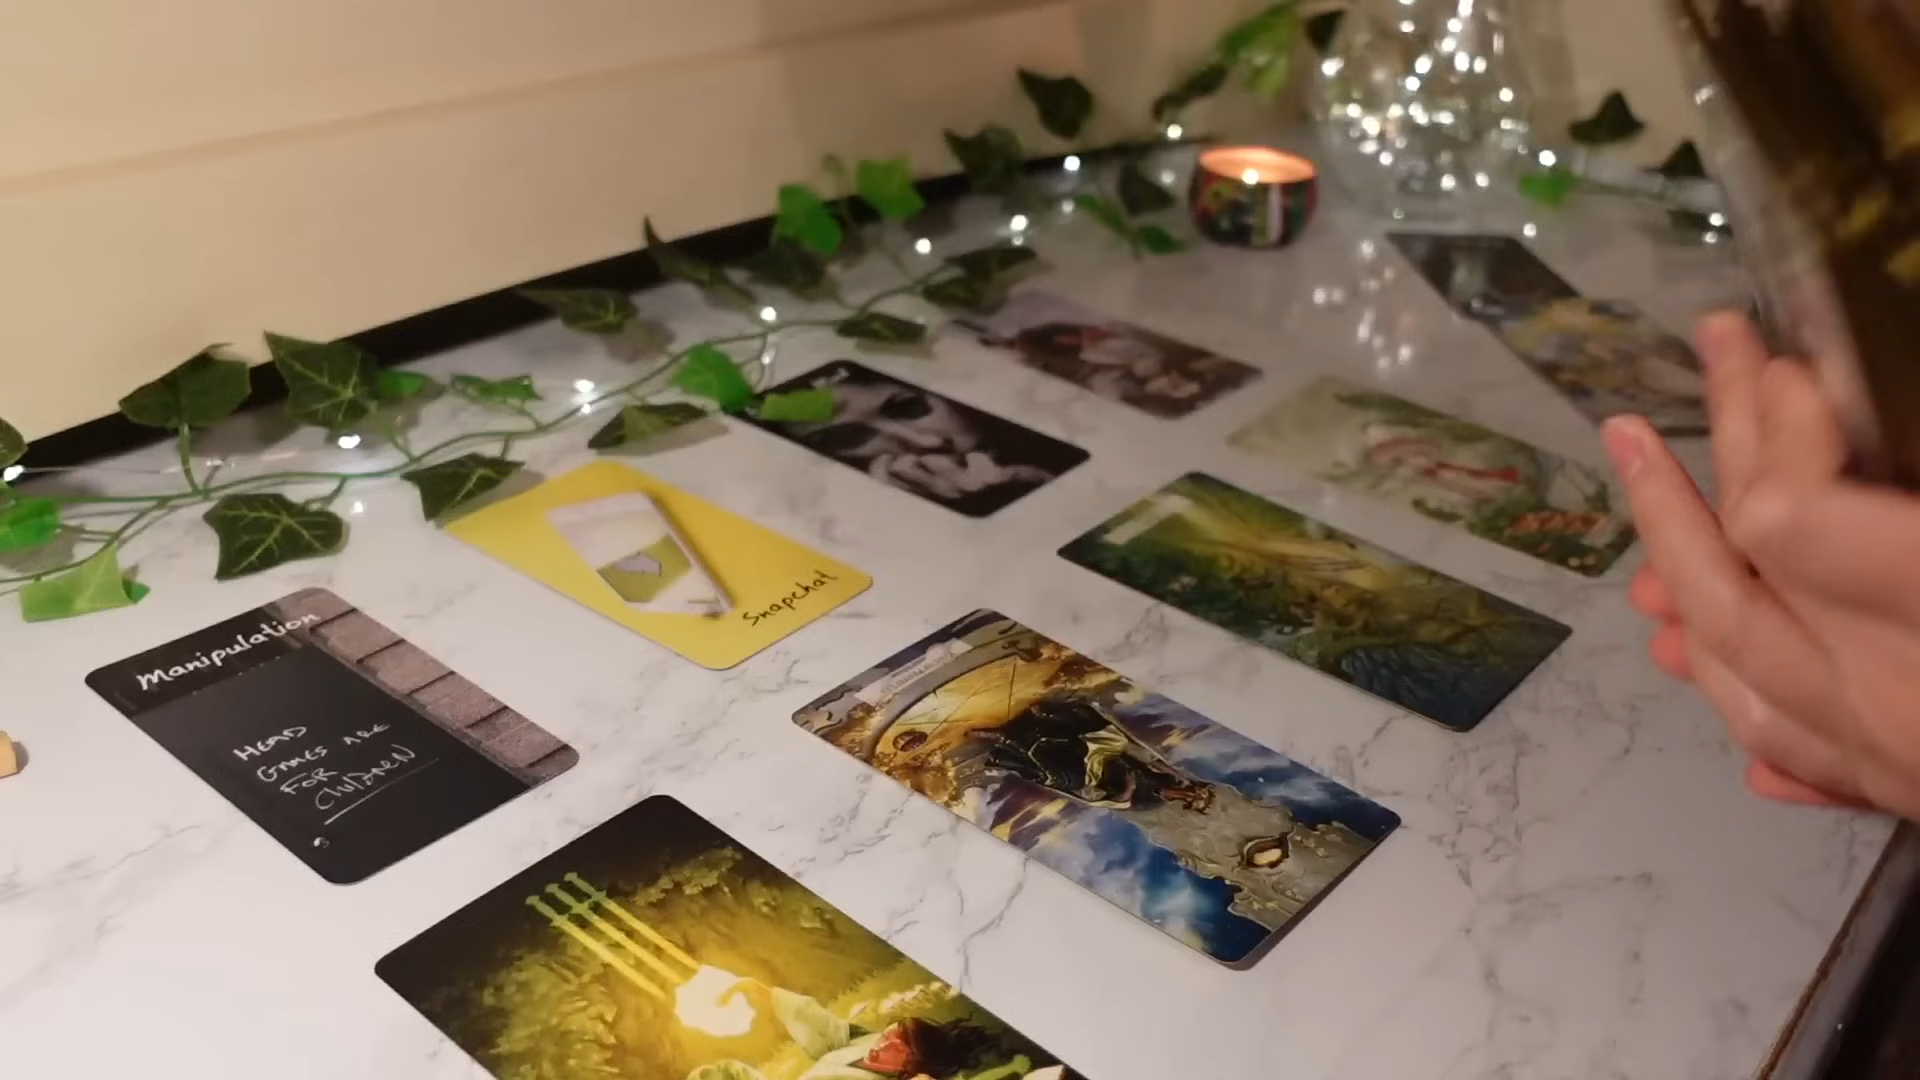 Manipulation
HEAD
GAMES ARE
FOR
CHILDREN
Snapchat